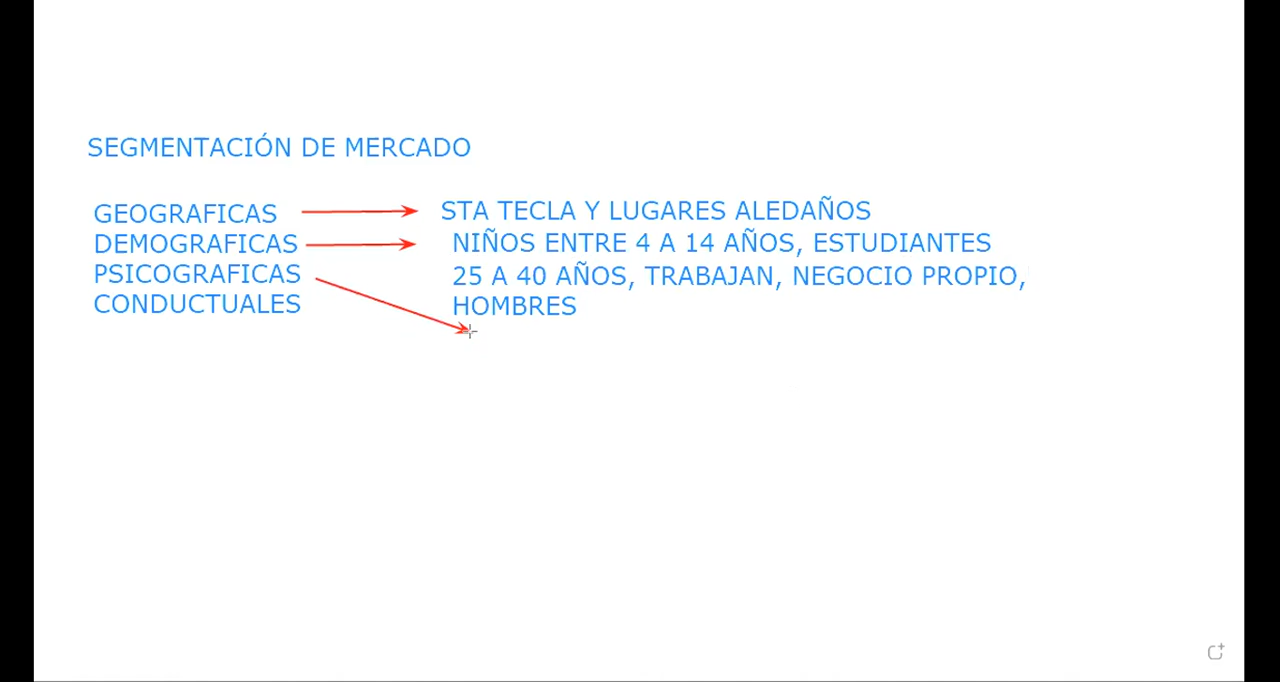 SEGMENTACIÓN DE MERCADO
GEOGRAFICAS STA TECLA Y LUGARES ALEDAÑOS
DEMOGRAFICAS NIÑOS ENTRE 4 A 14 AÑOS, ESTUDIANTES
PSICOGRAFICAS 25 A 40 AÑOS, TRABAJAN, NEGOCIO PROPIO,
CONDUCTUALES HOMBRES